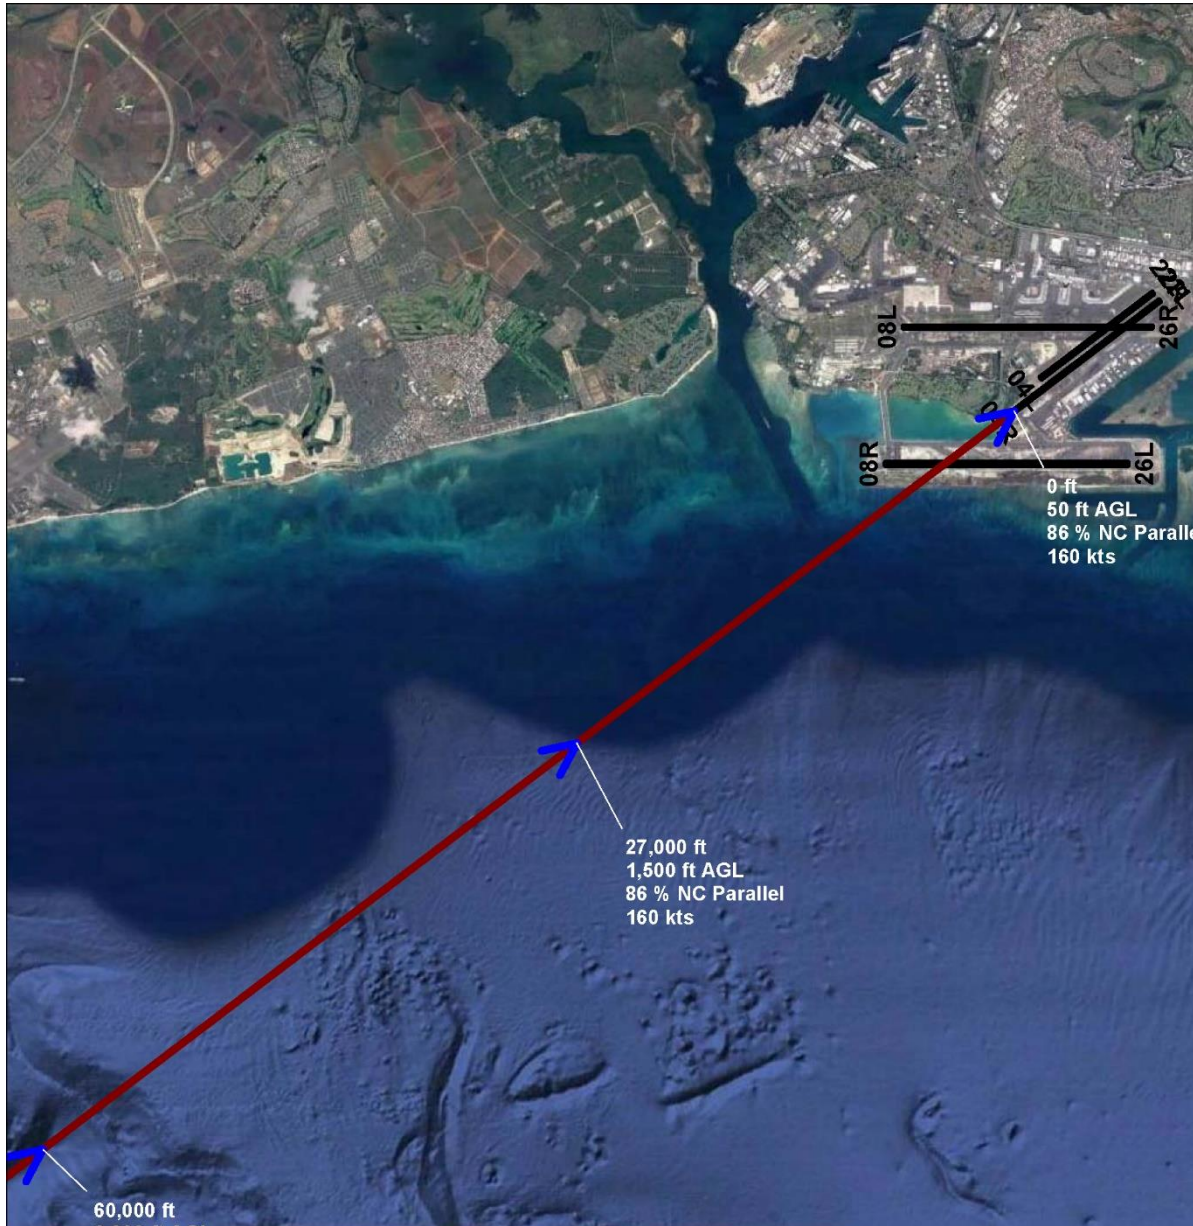 08L
26R
08R
26L
0 ft
50 ft AGL
86 % NC Paralle
160 kts
27,000 ft
1,500 ft AGL
86 % NC Parallel
160 kts
60,000 ft